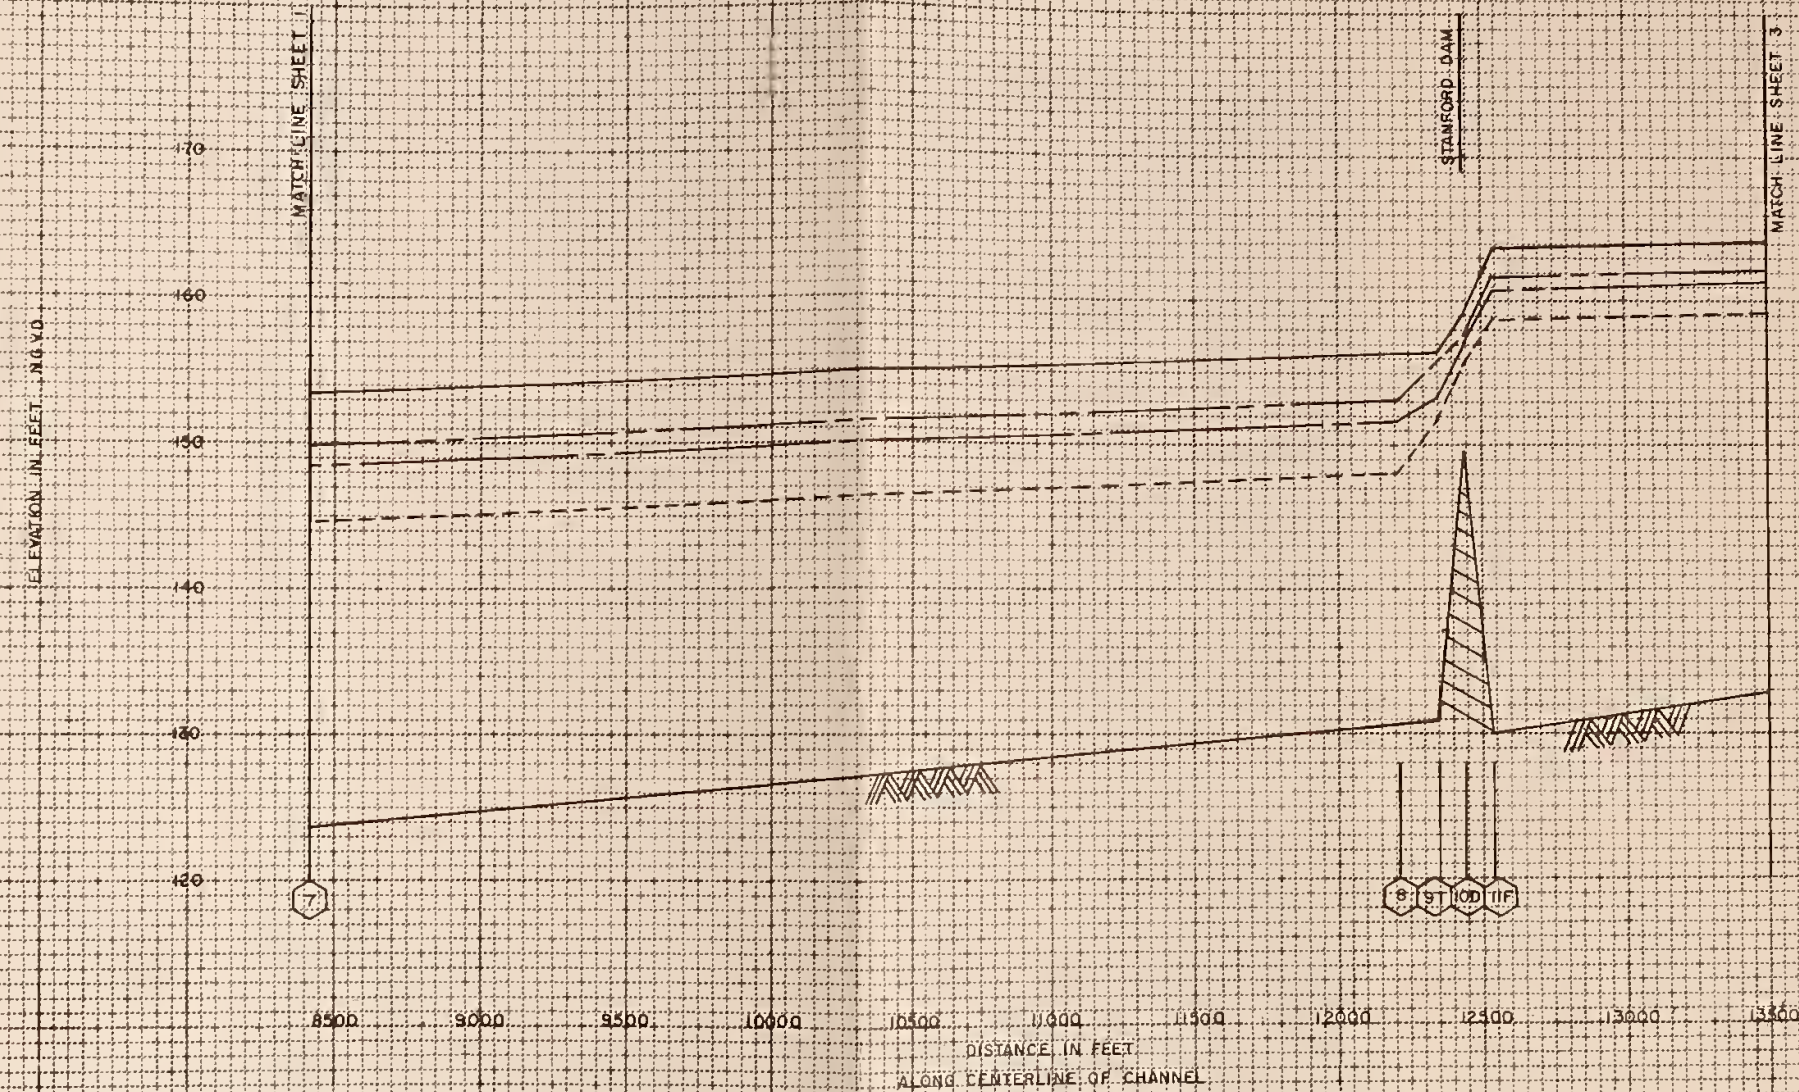 MATCH LINE SHEET 1
STANFORD DAM
MATCH LINE SHEET 3
ELEVATION IN FEET N.G.V.D.
170
160
150
140
130
120
7
8 9T 10D 11F
8500 9000 9500 10000 10500 11000 11500 12000 12500 13000 13500
DISTANCE IN FEET
ALONG CENTERLINE OF CHANNEL